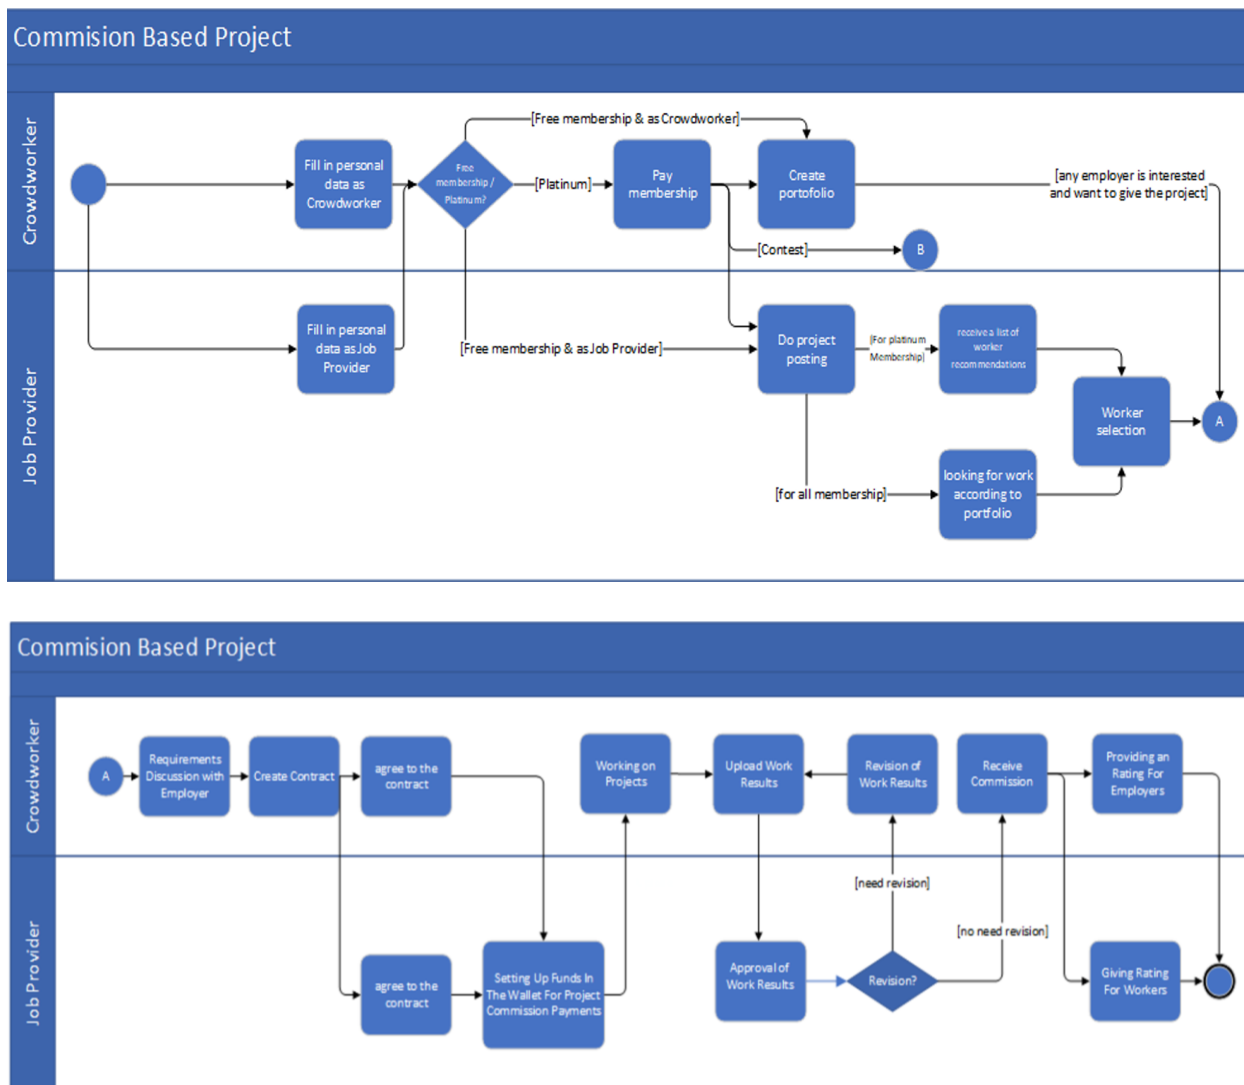 Commision Based Project
Crowdworker
Fill in personal
data as
Crowdworker
Free
membership /
Platinum?
[Free membership & as Crowdworker]
[Platinum]
Pay
membership
Create
portofolio
[any employer is interested
and want to give the project]
[Contest]
B
Job Provider
Fill in personal
data as Job
Provider
[Free membership & as Job Provider]
Do project
posting
[For platinum
Membership]
receive a list of
worker
recommendations
Worker
selection
A
[for all membership]
looking for work
according to
portfolio
Commision Based Project
Crowdworker
A
Requirements
Discussion with
Employer
Create Contract
agree to the
contract
Working on
Projects
Upload Work
Results
Revision of
Work Results
Receive
Commission
Providing an
Rating For
Employers
[need revision]
[no need revision]
Job Provider
agree to the
contract
Setting Up Funds In
The Wallet For Project
Commission Payments
Approval of
Work Results
Revision?
Giving Rating
For Workers